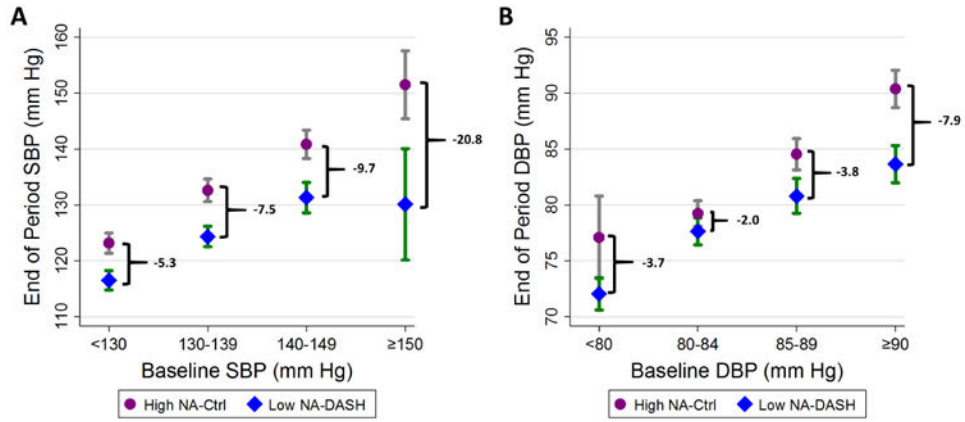 A
End of Period SBP (mm Hg)
160
150
140
130
120
110
-5.3
-7.5
-9.7
-20.8
<130
130-139
140-149
≥150
Baseline SBP (mm Hg)
High NA-Ctrl
Low NA-DASH
B
End of Period DBP (mm Hg)
95
90
85
80
75
70
-3.7
-2.0
-3.8
-7.9
<80
80-84
85-89
≥90
Baseline DBP (mm Hg)
High NA-Ctrl
Low NA-DASH